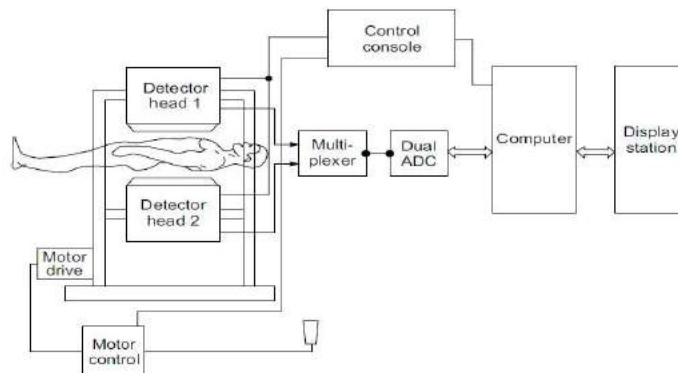 Control
console
Detector
head 1
Multi-
plexer
Dual
ADC
Computer
Display
station
Detector
head 2
Motor
drive
Motor
control